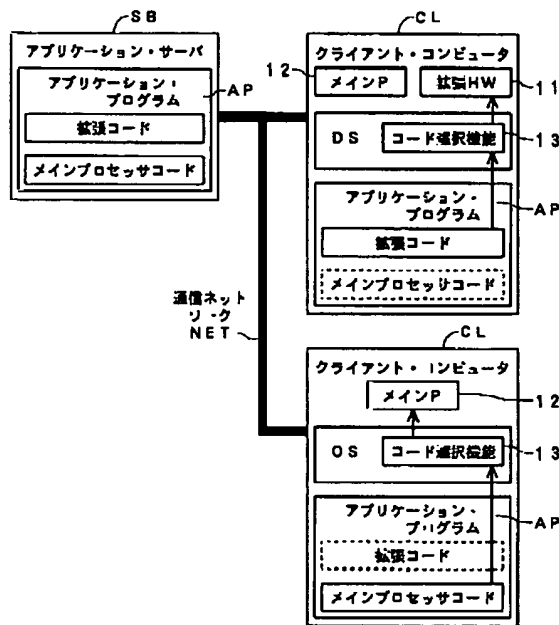 SB
アプリケーション・サーバ
アプリケーション・
プログラム
AP
拡張コード
メインプロセッサコード
通信ネット
ワーク
NET
CL
クライアント・コンピュータ
12
メインP
拡張HW
11
DS
コード選択機能
13
アプリケーション・
プログラム
AP
拡張コード
メインプロセッサコード
CL
クライアント・コンピュータ
メインP
12
OS
コード選択機能
13
アプリケーション・
プログラム
AP
拡張コード
メインプロセッサコード